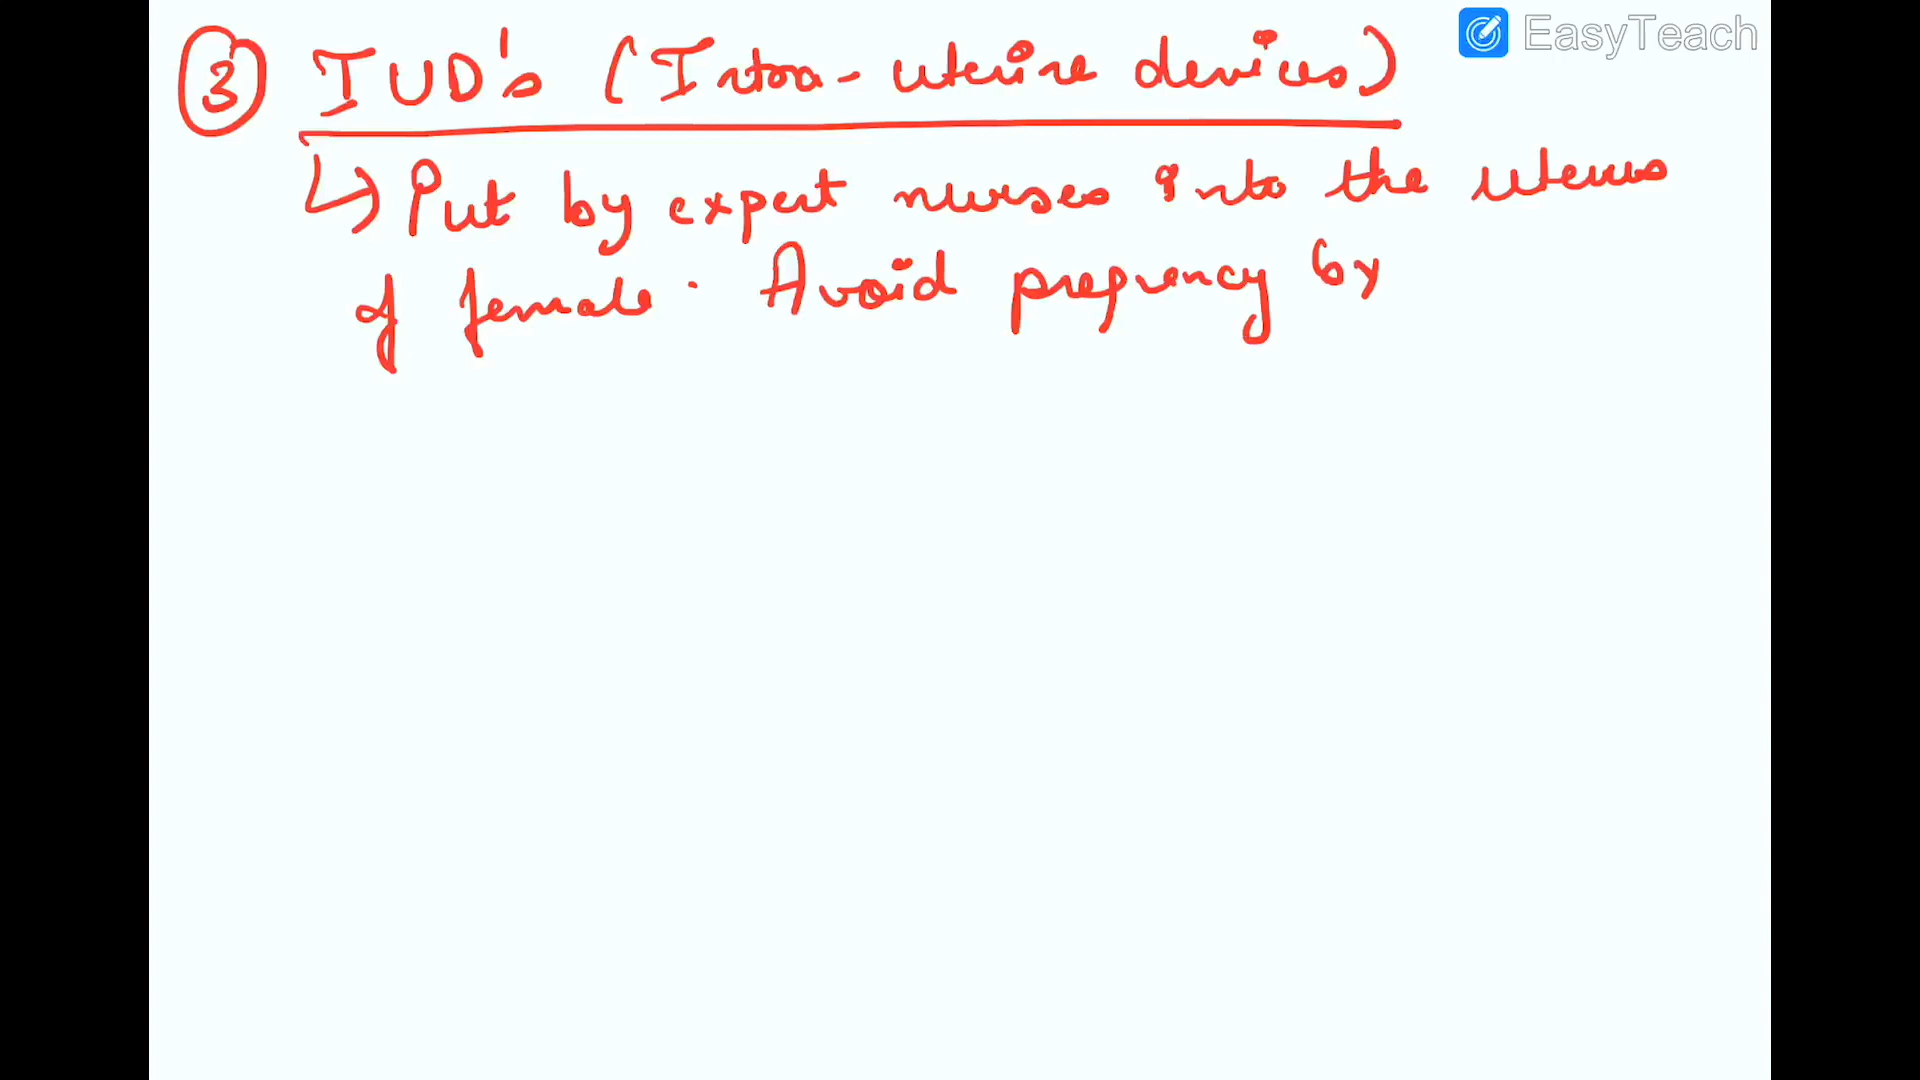 EasyTeach
3 IUD's (Intra-uterine devices)
↳ Put by expert nurses into the uterus
of female. Avoid pregnancy by